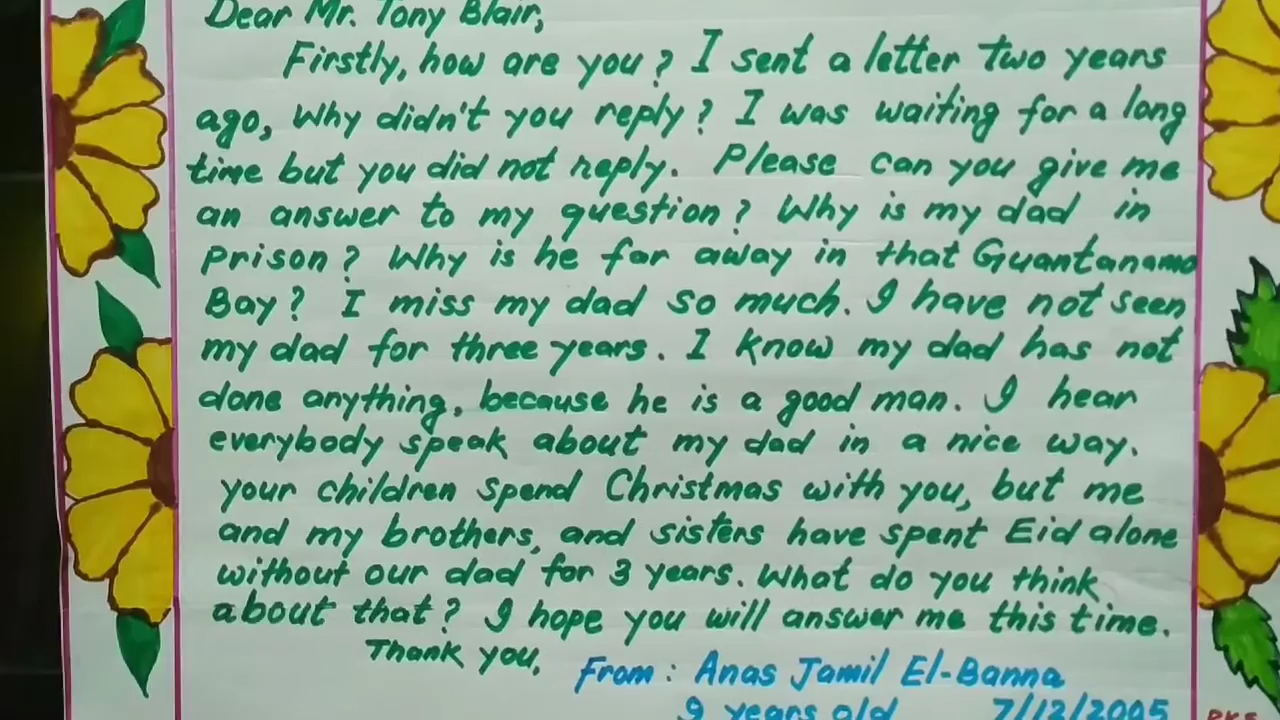 Dear Mr. Tony Blair,
Firstly, how are you? I sent a letter two years
ago, Why didn't you reply? I was waiting for a long
time but you did not reply. Please can you give me
an answer to my question? Why is my dad in
Prison? Why is he far away in that Guantanamo
Bay? I miss my dad so much. I have not seen
my dad for three years. I know my dad has not
done anything, because he is a good man. I hear
everybody speak about my dad in a nice way.
your children spend Christmas with you, but me
and my brothers, and sisters have spent Eid alone
without our dad for 3 years. What do you think
about that? I hope you will answer me this time.
Thank you,
From: Anas Jamil El-Banna
9 years old 7/12/2005